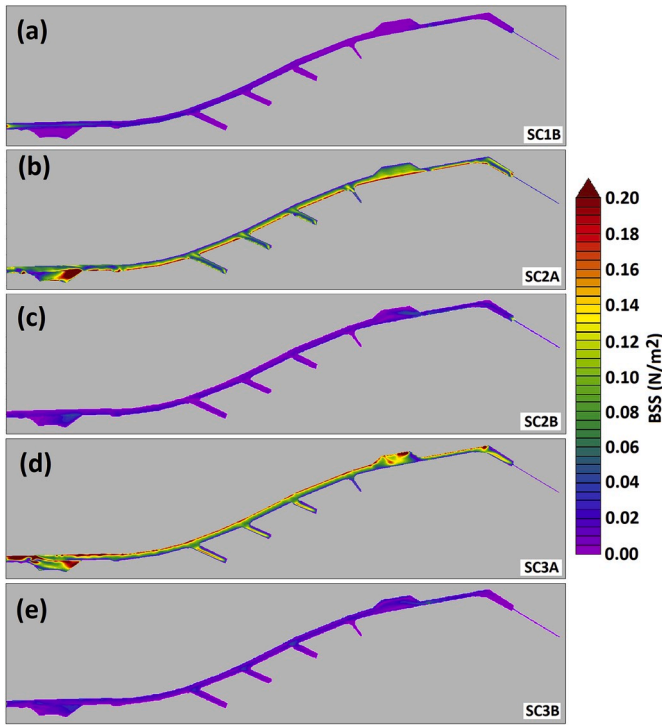 (a)
SC1B
(b)
SC2A
(c)
SC2B
(d)
SC3A
(e)
SC3B
0.20
0.18
0.16
0.14
0.12
0.10
0.08
0.06
0.04
0.02
0.00
BSS (N/m2)